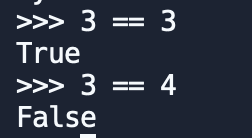 >>> 3 == 3
True
>>> 3 == 4
False